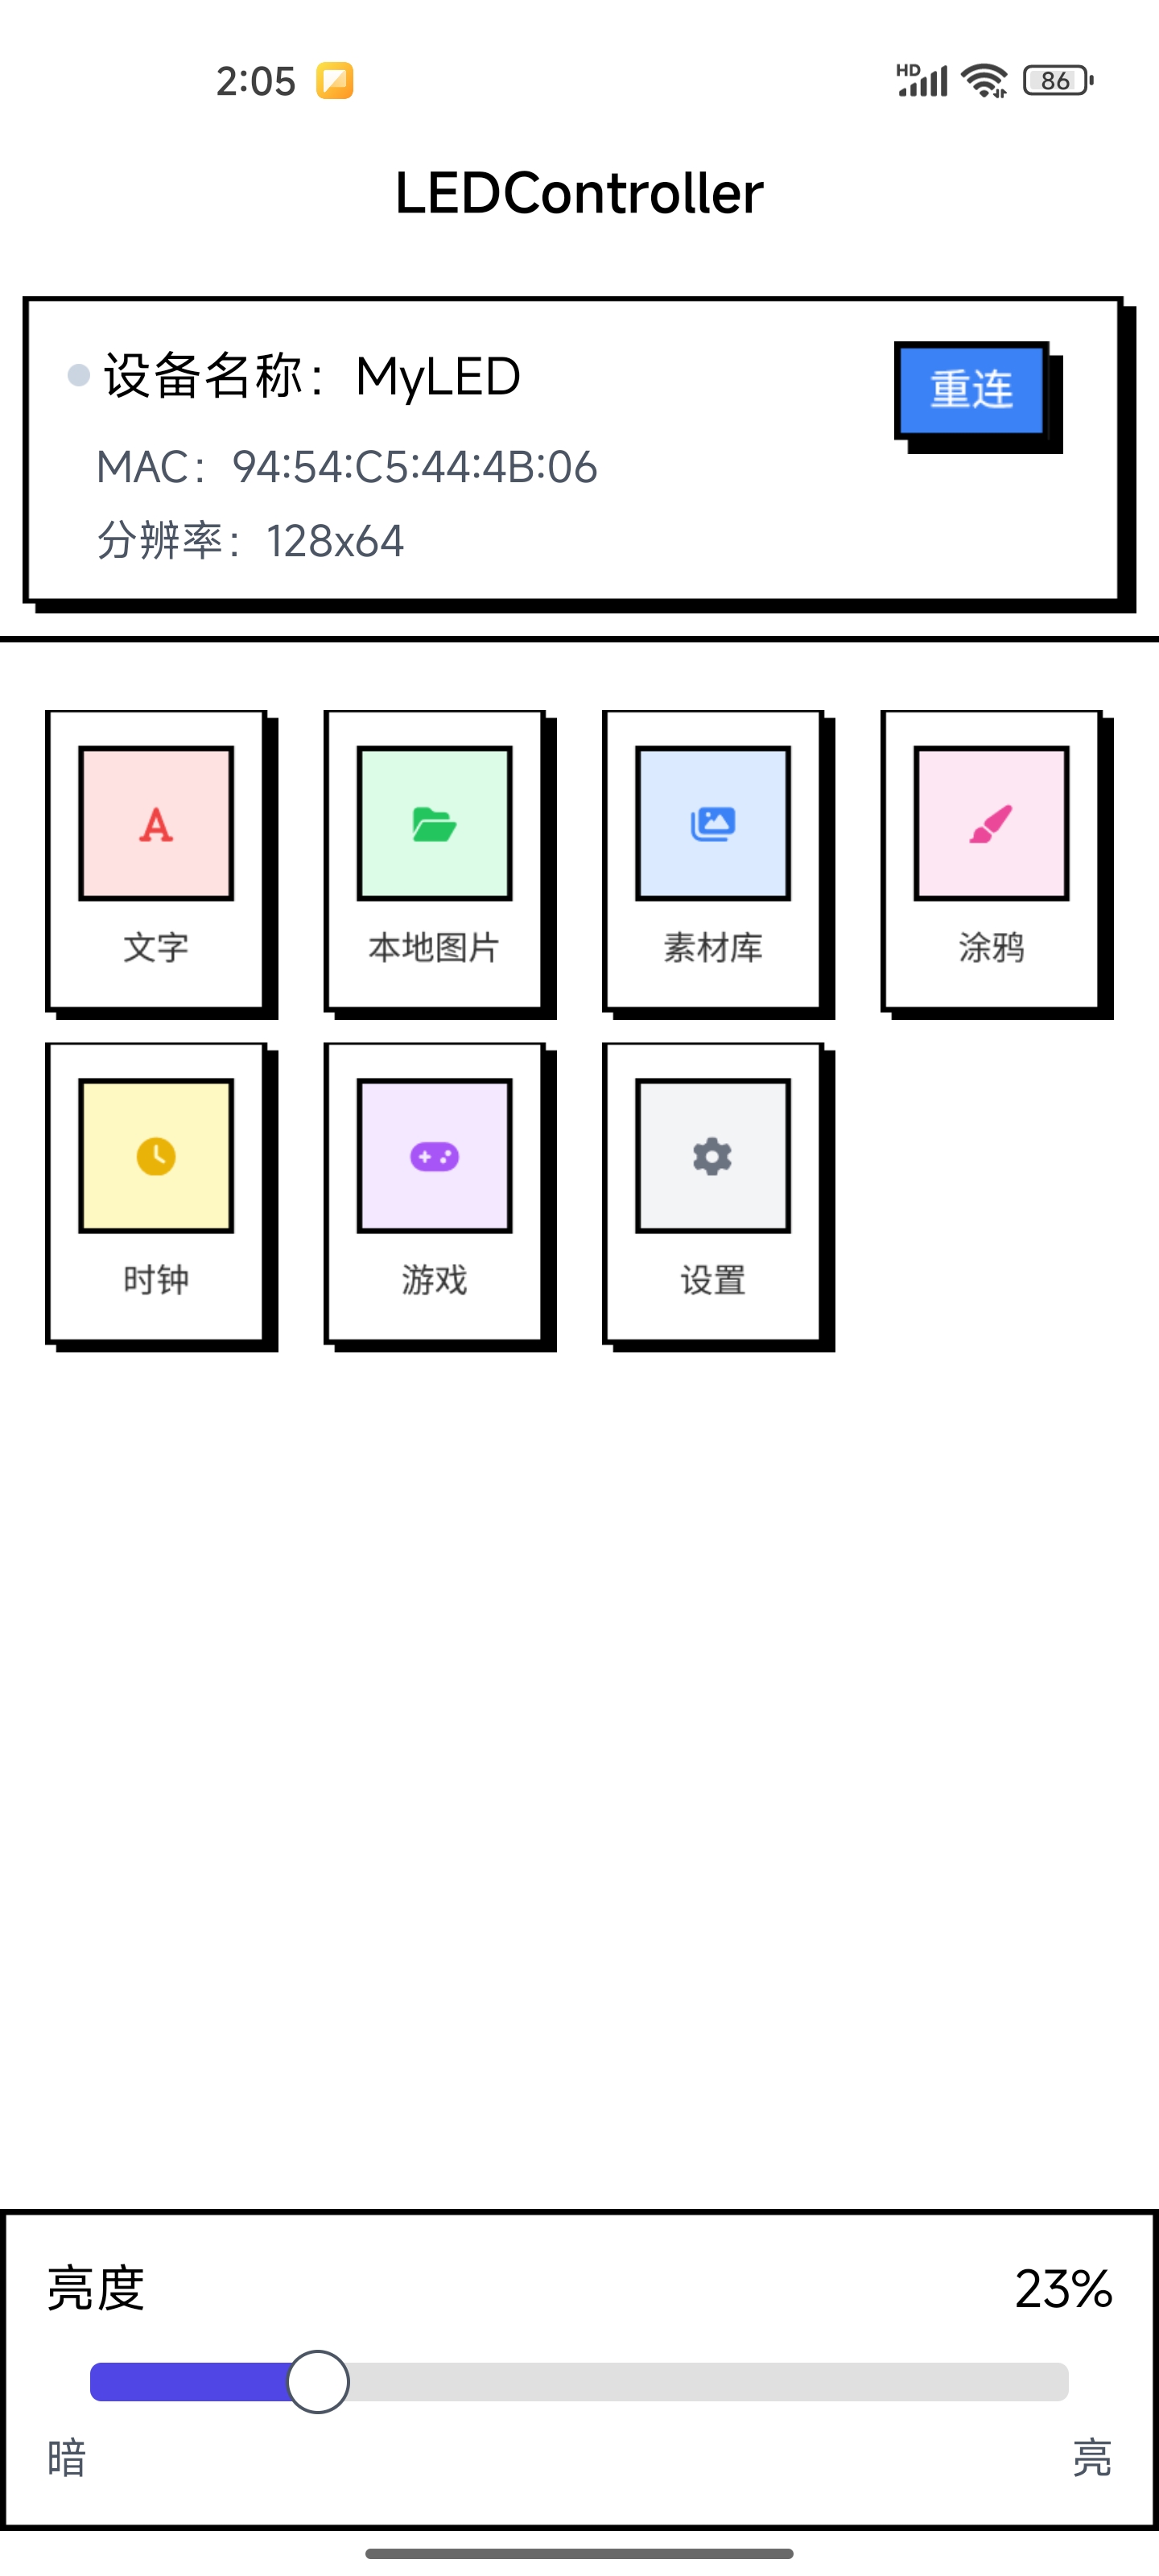 2:05 HD 86
LEDController
设备名称：MyLED
重连
MAC：94:54:C5:44:4B:06
分辨率：128x64
A
文字 本地图片 素材库 涂鸦
时钟 游戏 设置
亮度 23%
暗 亮